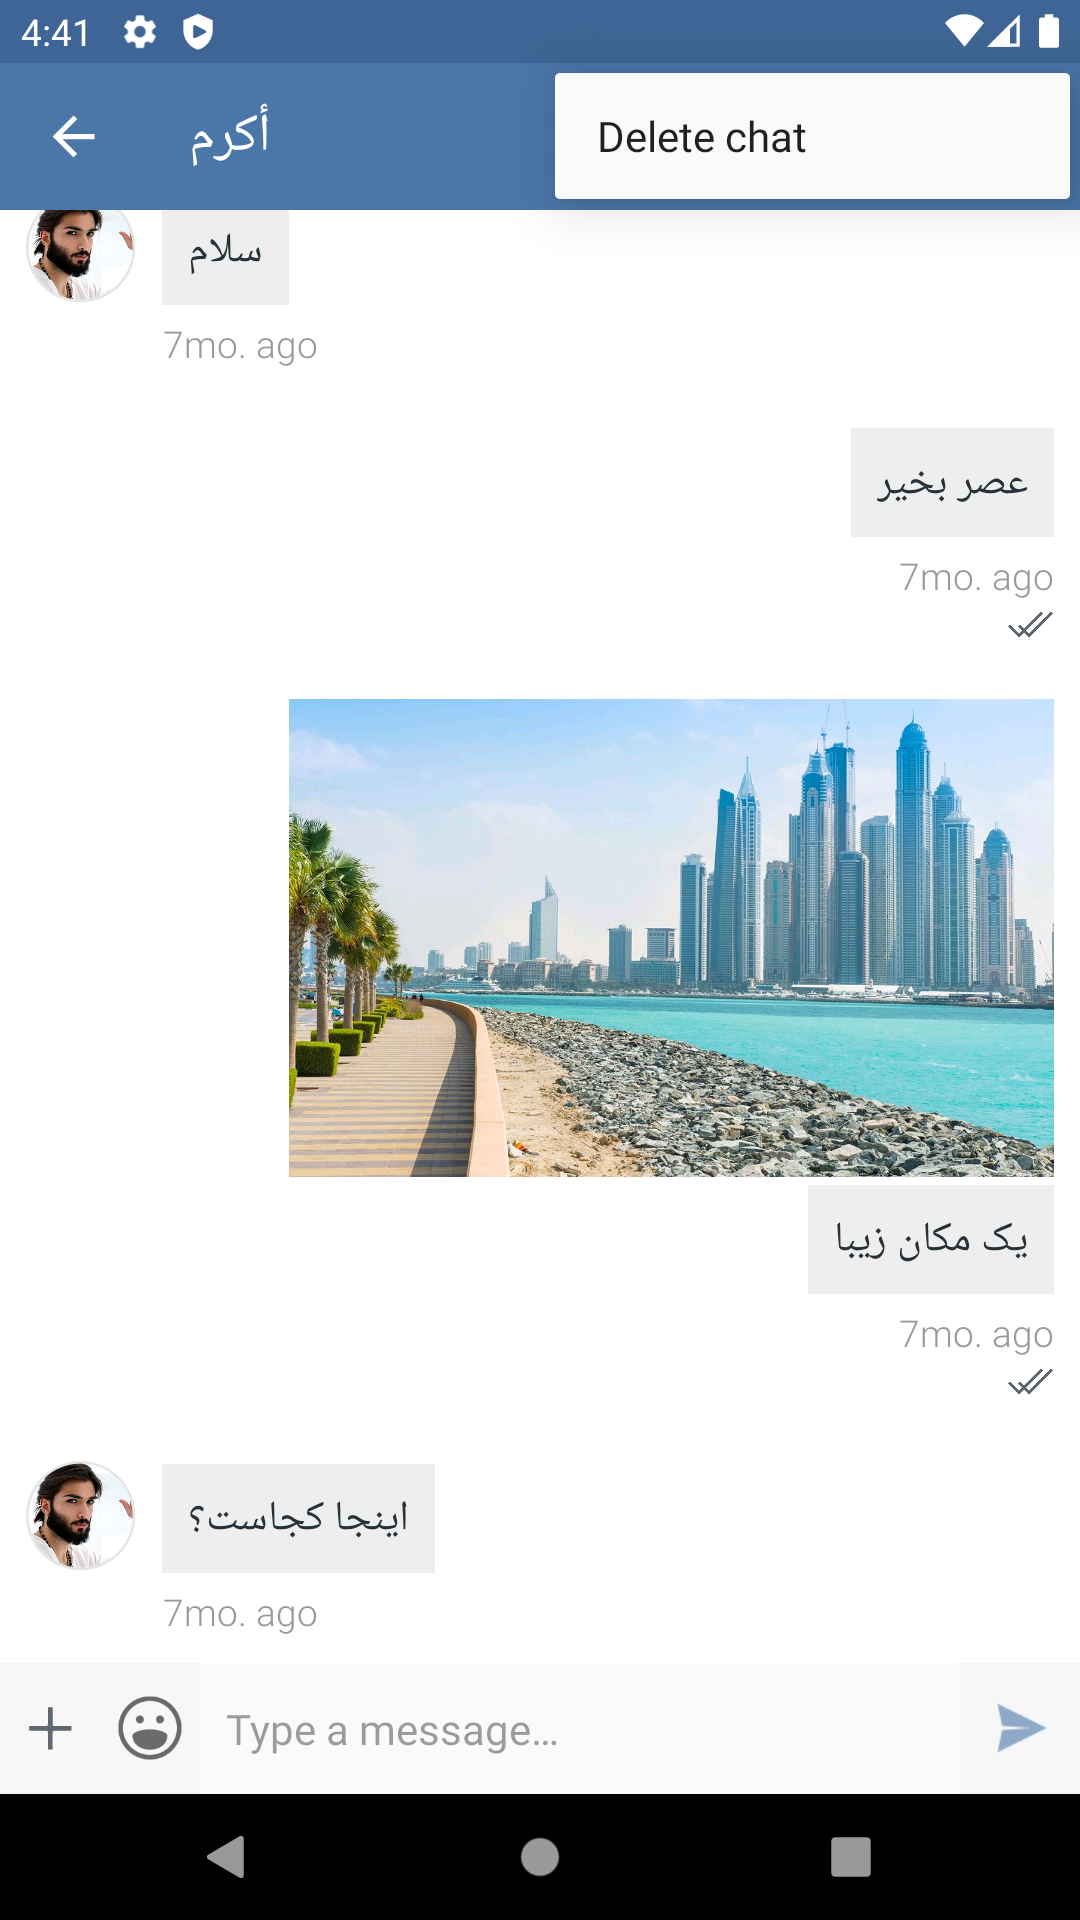 4:41
أكرم
Delete chat
سلام
7mo. ago
عصر بخیر
7mo. ago
یک مکان زیبا
7mo. ago
اینجا کجاست؟
7mo. ago
Type a message...